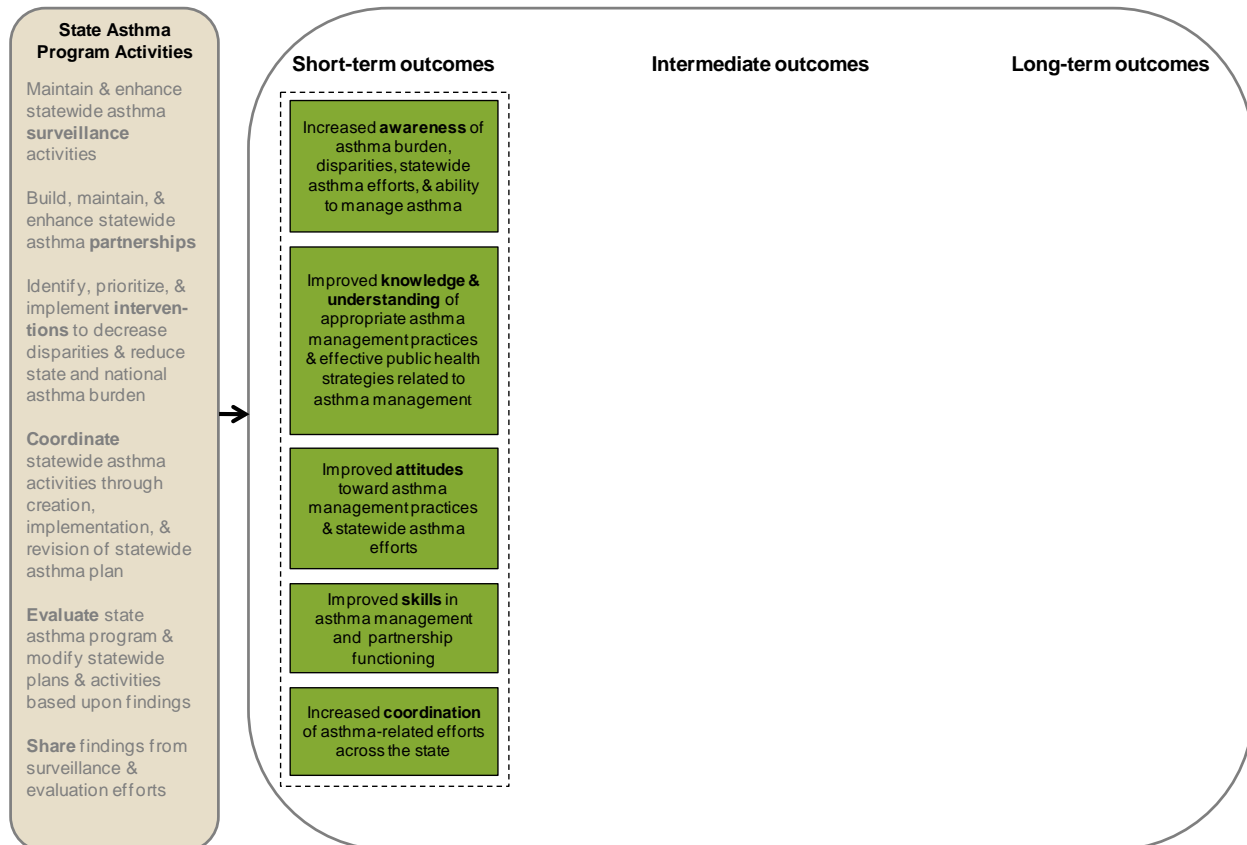 State Asthma
Program Activities
Maintain & enhance
statewide asthma
surveillance
activities
Build, maintain, &
enhance statewide
asthma partnerships
Identify, prioritize, &
implement interven-
tions to decrease
disparities & reduce
state and national
asthma burden
Coordinate
statewide asthma
activities through
creation,
implementation, &
revision of statewide
asthma plan
Evaluate state
asthma program &
modify statewide
plans & activities
based upon findings
Share findings from
surveillance &
evaluation efforts
Short-term outcomes
Increased awareness of
asthma burden,
disparities, statewide
asthma efforts, & ability
to manage asthma
Improved knowledge &
understanding of
appropriate asthma
management practices
& effective public health
strategies related to
asthma management
Improved attitudes
toward asthma
management practices
& statewide asthma
efforts
Improved skills in
asthma management
and partnership
functioning
Increased coordination
of asthma-related efforts
across the state
Intermediate outcomes
Long-term outcomes